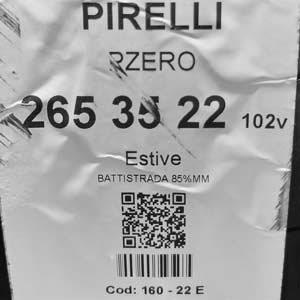 PIRELLI
PZERO
265 35 22 102v
Estive
BATTISTRADA 85%MM
Cod: 160 - 22 E